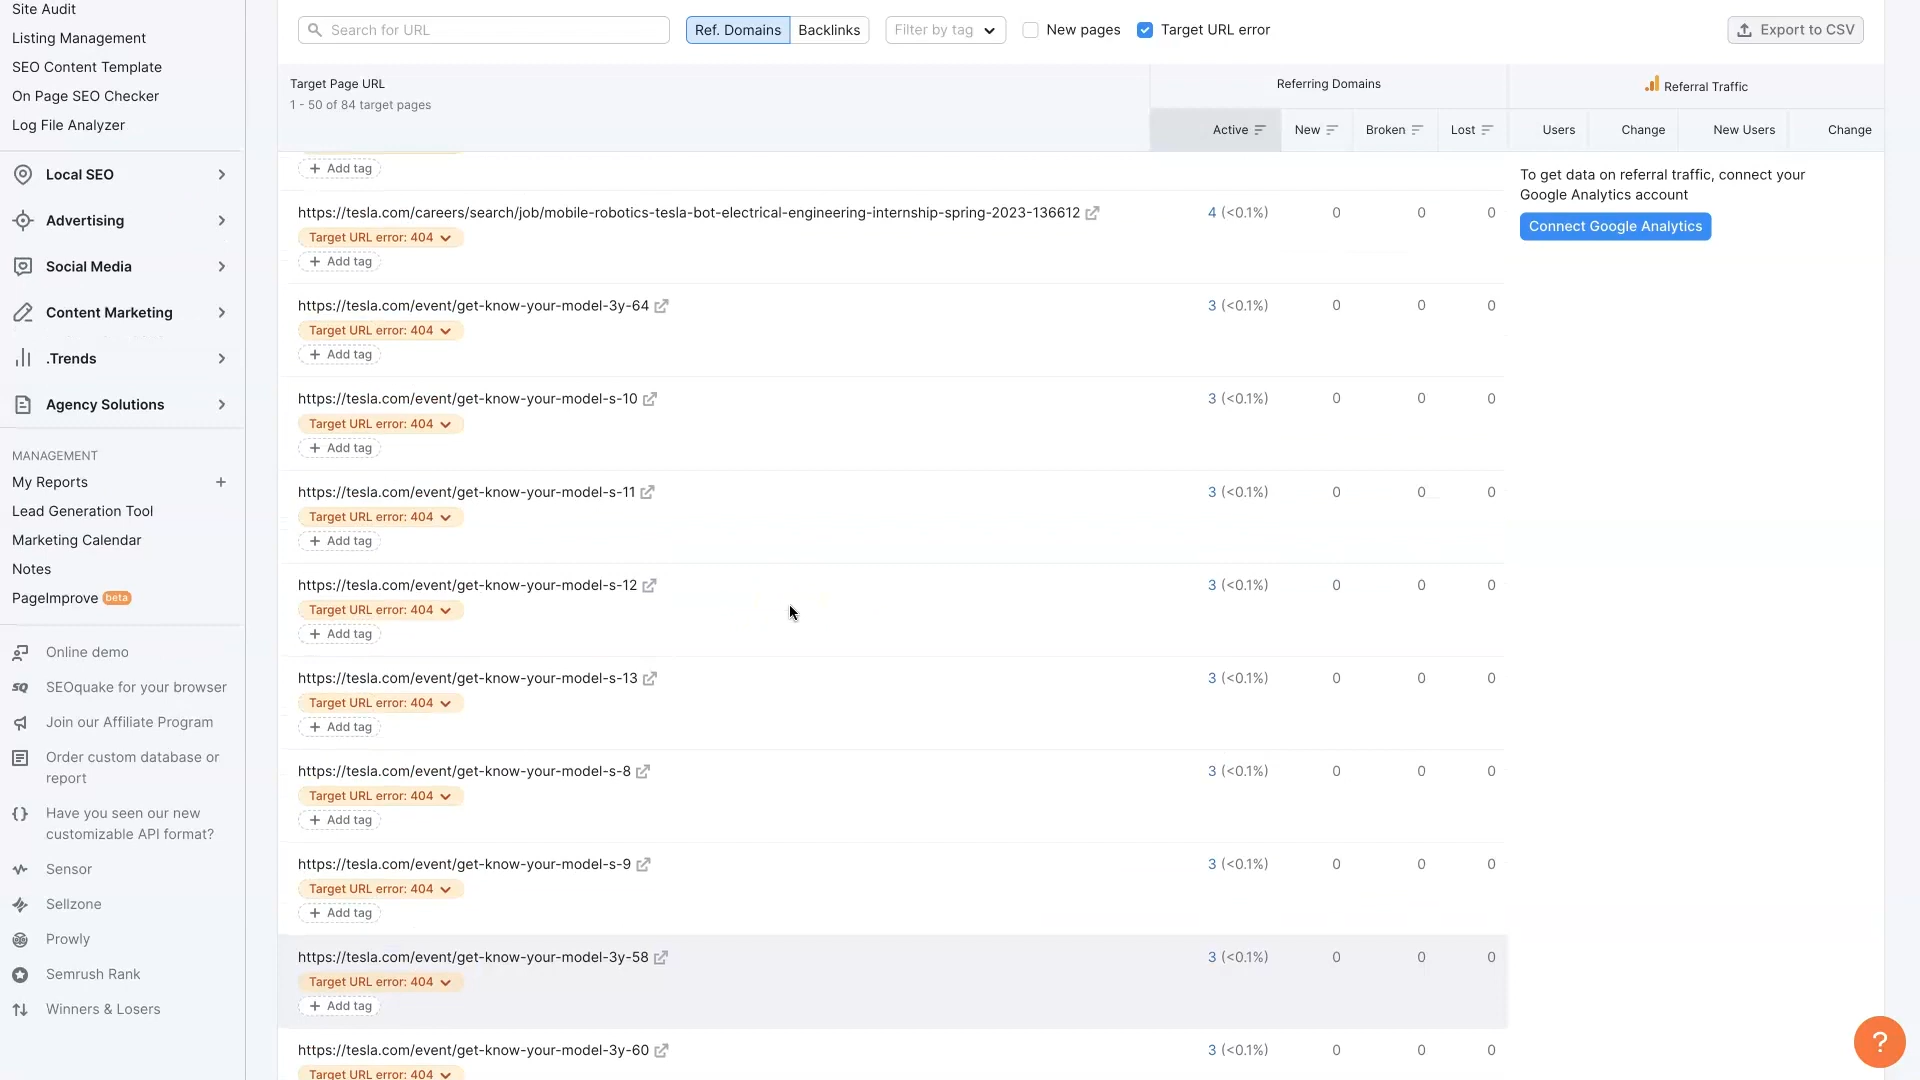 Site Audit
Listing Management
SEO Content Template
On Page SEO Checker
Log File Analyzer
Local SEO
Advertising
Social Media
Content Marketing
.Trends
Agency Solutions
MANAGEMENT
My Reports +
Lead Generation Tool
Marketing Calendar
Notes
PageImprove beta
Online demo
SEOquake for your browser
Join our Affiliate Program
Order custom database or
report
Have you seen our new
customizable API format?
Sensor
Sellzone
Prowly
Semrush Rank
Winners & Losers
Search for URL Ref. Domains Backlinks Filter by tag New pages Target URL error Export to CSV
Target Page URL Referring Domains Referral Traffic
1 - 50 of 84 target pages
Active New Broken Lost Users Change New Users Change
+ Add tag
https://tesla.com/careers/search/job/mobile-robotics-tesla-bot-electrical-engineering-internship-spring-2023-136612 4 (<0.1%) 0 0 0
Target URL error: 404
+ Add tag
https://tesla.com/event/get-know-your-model-3y-64 3 (<0.1%) 0 0 0
Target URL error: 404
+ Add tag
https://tesla.com/event/get-know-your-model-s-10 3 (<0.1%) 0 0 0
Target URL error: 404
+ Add tag
https://tesla.com/event/get-know-your-model-s-11 3 (<0.1%) 0 0 0
Target URL error: 404
+ Add tag
https://tesla.com/event/get-know-your-model-s-12 3 (<0.1%) 0 0 0
Target URL error: 404
+ Add tag
https://tesla.com/event/get-know-your-model-s-13 3 (<0.1%) 0 0 0
Target URL error: 404
+ Add tag
https://tesla.com/event/get-know-your-model-s-8 3 (<0.1%) 0 0 0
Target URL error: 404
+ Add tag
https://tesla.com/event/get-know-your-model-s-9 3 (<0.1%) 0 0 0
Target URL error: 404
+ Add tag
https://tesla.com/event/get-know-your-model-3y-58 3 (<0.1%) 0 0 0
Target URL error: 404
+ Add tag
https://tesla.com/event/get-know-your-model-3y-60 3 (<0.1%) 0 0 0
Target URL error: 404
To get data on referral traffic, connect your
Google Analytics account
Connect Google Analytics
?